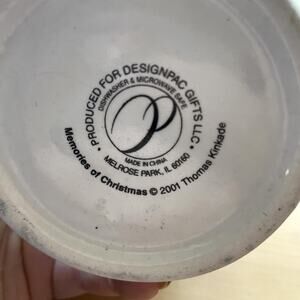 • PRODUCED FOR DESIGNPAC GIFTS LLC •
DISHWASHER & MICROWAVE SAFE
P
MADE IN CHINA
MELROSE PARK, IL 60160
Memories of Christmas © 2001 Thomas Kinkade